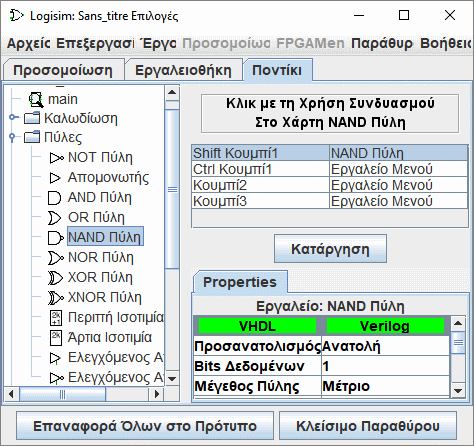 Logisim: Sans_titre Επιλογές
Αρχείο Επεξεργασί Έργο Προσομοίωσ FPGAMen Παράθυρ Βοήθει
Προσομοίωση Εργαλειοθήκη Ποντίκι
main
Καλωδίωση
Πύλες
NOT Πύλη
Απομονωτής
AND Πύλη
OR Πύλη
NAND Πύλη
NOR Πύλη
XOR Πύλη
XNOR Πύλη
Περιττή Ισοτιμία
Άρτια Ισοτιμία
Ελεγχόμενος Απ
Ελεγχόμενος Απ
Κλικ με τη Χρήση Συνδυασμού
Στο Χάρτη NAND Πύλη
Shift Κουμπί1 NAND Πύλη
Ctrl Κουμπί1 Εργαλείο Μενού
Κουμπί2 Εργαλείο Μενού
Κουμπί3 Εργαλείο Μενού
Κατάργηση
Properties
Εργαλείο: NAND Πύλη
VHDL Verilog
Προσανατολισμός Ανατολή
Bits Δεδομένων 1
Μέγεθος Πύλης Μέτριο
Επαναφορά Όλων στο Πρότυπο Κλείσιμο Παραθύρου